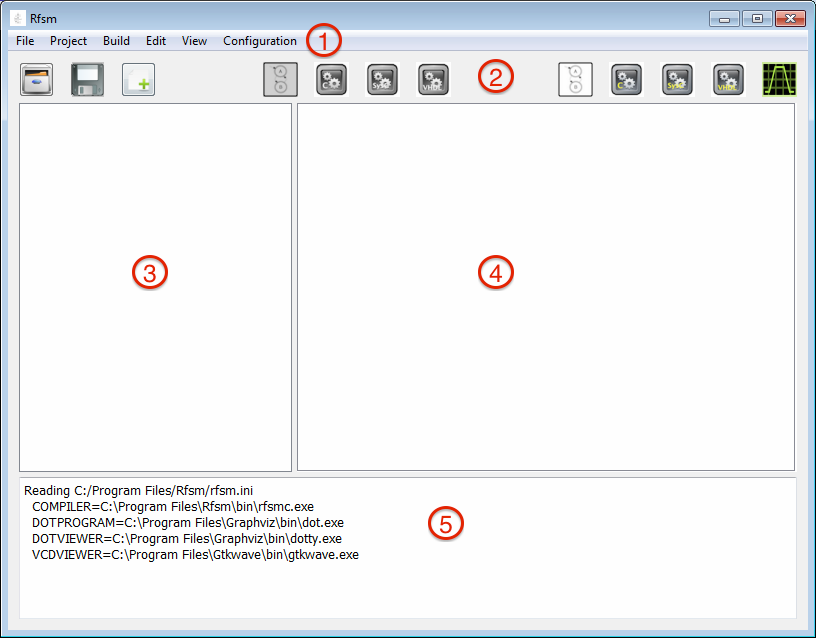 Rfsm
File Project Build Edit View Configuration
1
C SystC VHDL
2
C SystC VHDL
3
4
Reading C:/Program Files/Rfsm/rfsm.ini
COMPILER=C:\Program Files\Rfsm\bin\rfsmc.exe
DOTPROGRAM=C:\Program Files\Graphviz\bin\dot.exe
DOTVIEWER=C:\Program Files\Graphviz\bin\dotty.exe
VCDVIEWER=C:\Program Files\Gtkwave\bin\gtkwave.exe
5